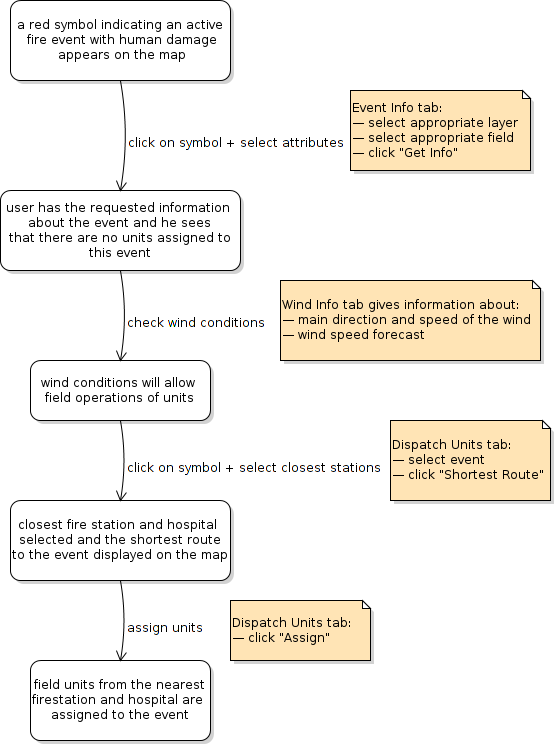 a red symbol indicating an active
fire event with human damage
appears on the map
click on symbol + select attributes
Event Info tab:
— select appropriate layer
— select appropriate field
— click "Get Info"
user has the requested information
about the event and he sees
that there are no units assigned to
this event
check wind conditions
Wind Info tab gives information about:
— main direction and speed of the wind
— wind speed forecast
wind conditions will allow
field operations of units
click on symbol + select closest stations
Dispatch Units tab:
— select event
— click "Shortest Route"
closest fire station and hospital
selected and the shortest route
to the event displayed on the map
assign units
Dispatch Units tab:
— click "Assign"
field units from the nearest
firestation and hospital are
assigned to the event